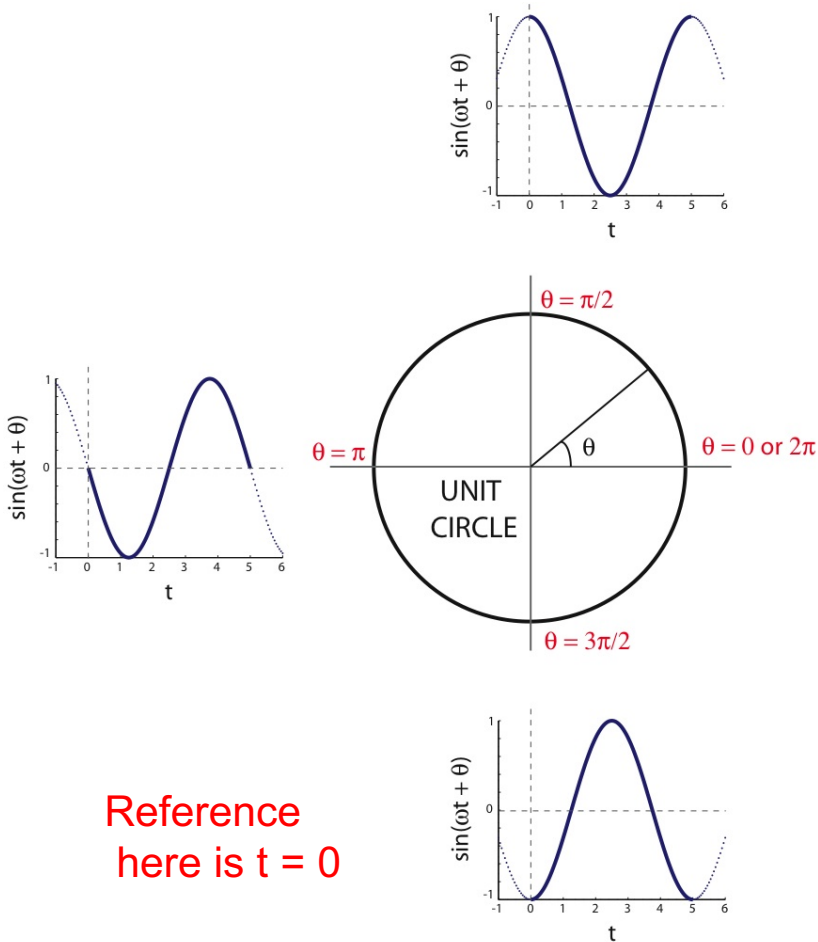 sin(ωt + θ)
1
0
-1
-1 0 1 2 3 4 5 6
t
θ = π/2
sin(ωt + θ)
1
0
-1
-1 0 1 2 3 4 5 6
t
θ = π
θ
θ = 0 or 2π
UNIT
CIRCLE
θ = 3π/2
sin(ωt + θ)
1
0
-1
-1 0 1 2 3 4 5 6
t
Reference
here is t = 0